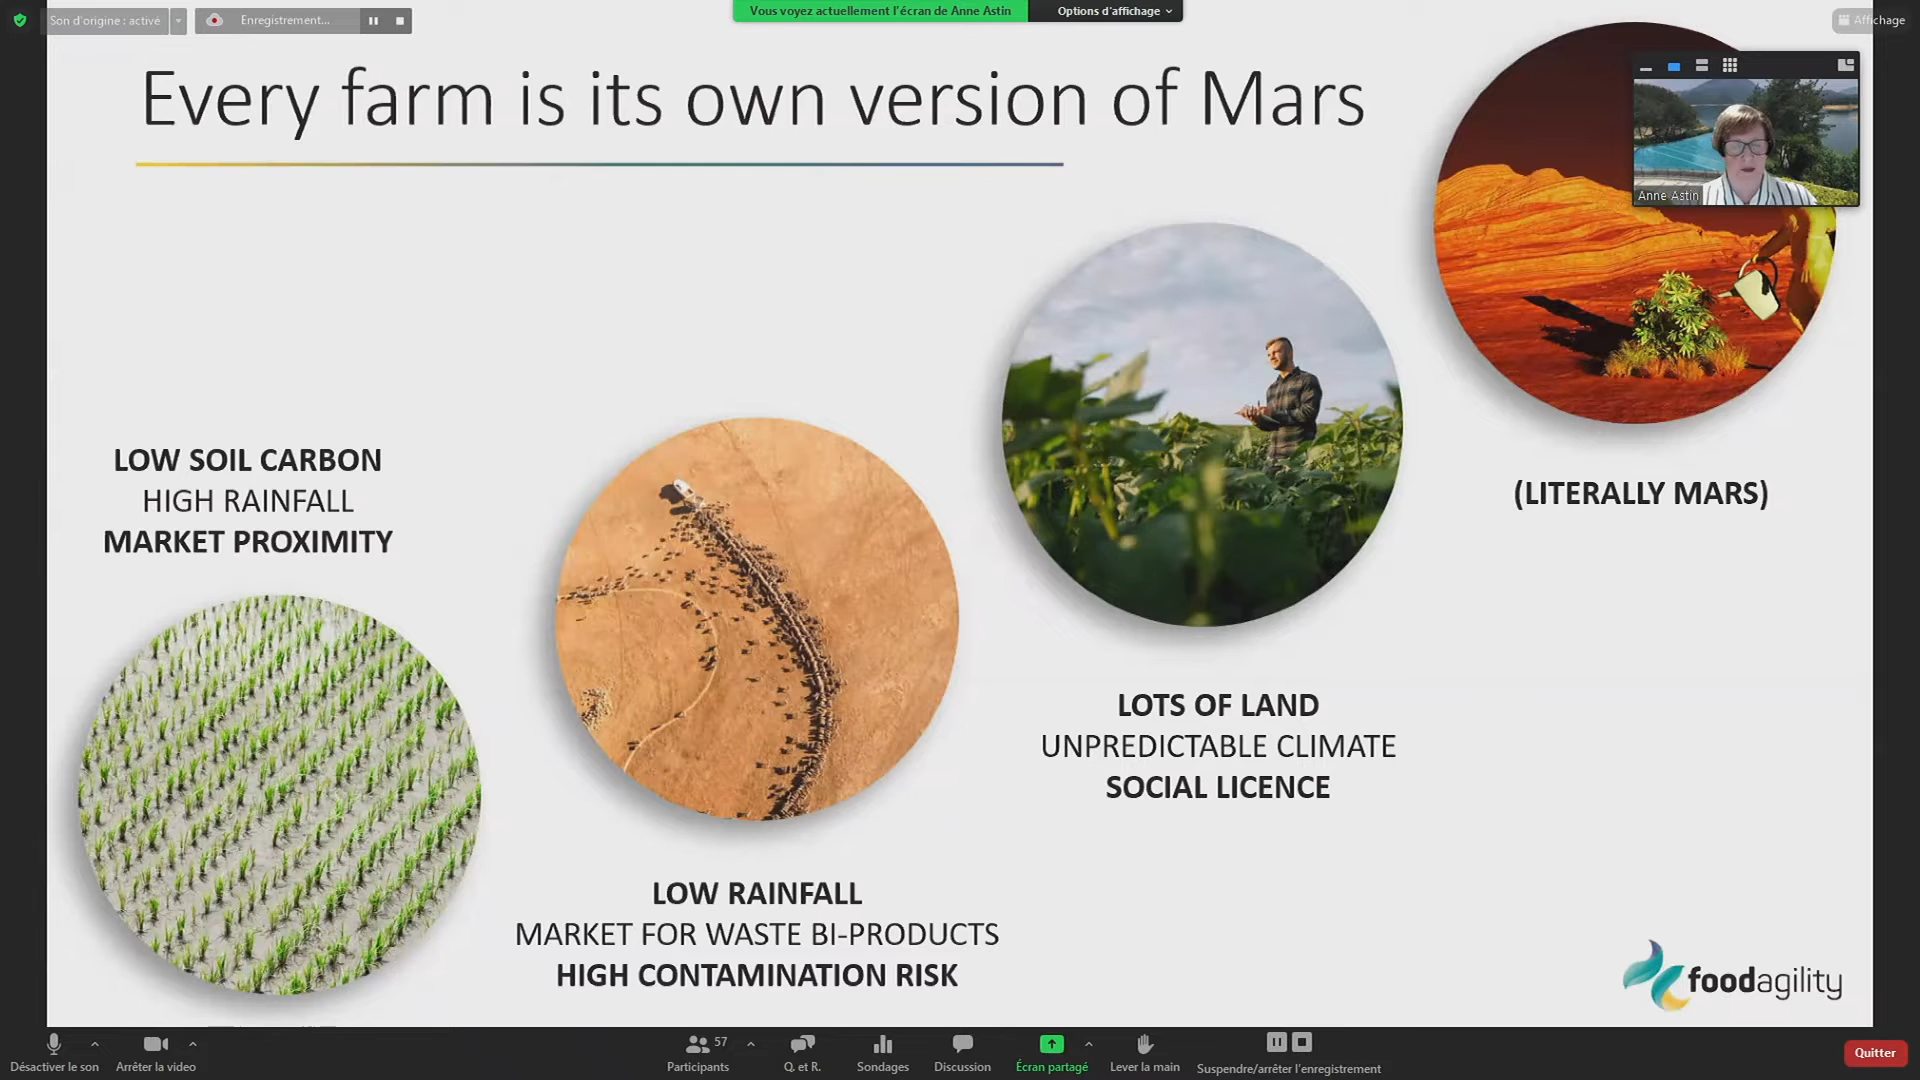 Son d'origine : activé
Enregistrement...
Vous voyez actuellement l'écran de Anne Astin
Options d'affichage
Affichage
Every farm is its own version of Mars
Anne Astin
LOW SOIL CARBON
HIGH RAINFALL
MARKET PROXIMITY
LOW RAINFALL
MARKET FOR WASTE BI-PRODUCTS
HIGH CONTAMINATION RISK
LOTS OF LAND
UNPREDICTABLE CLIMATE
SOCIAL LICENCE
(LITERALLY MARS)
foodagility
Désactiver le son
Arrêter la video
57
Participants
Q. et R.
Sondages
Discussion
Écran partagé
Lever la main
Suspendre/arrêter l'enregistrement
Quitter